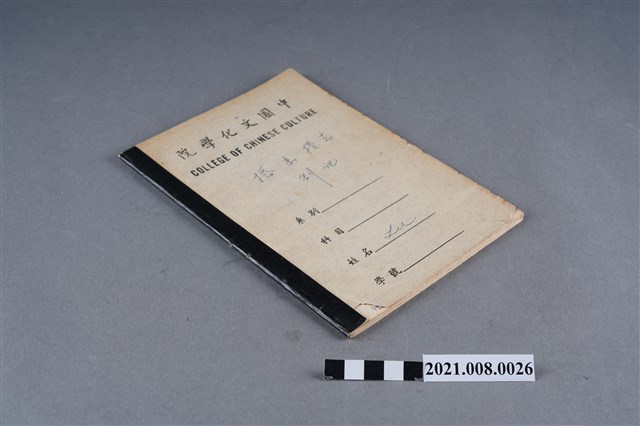 中國文化學院
COLLEGE OF CHINESE CULTURE
系別
科目
姓名
學號
2021.008.0026